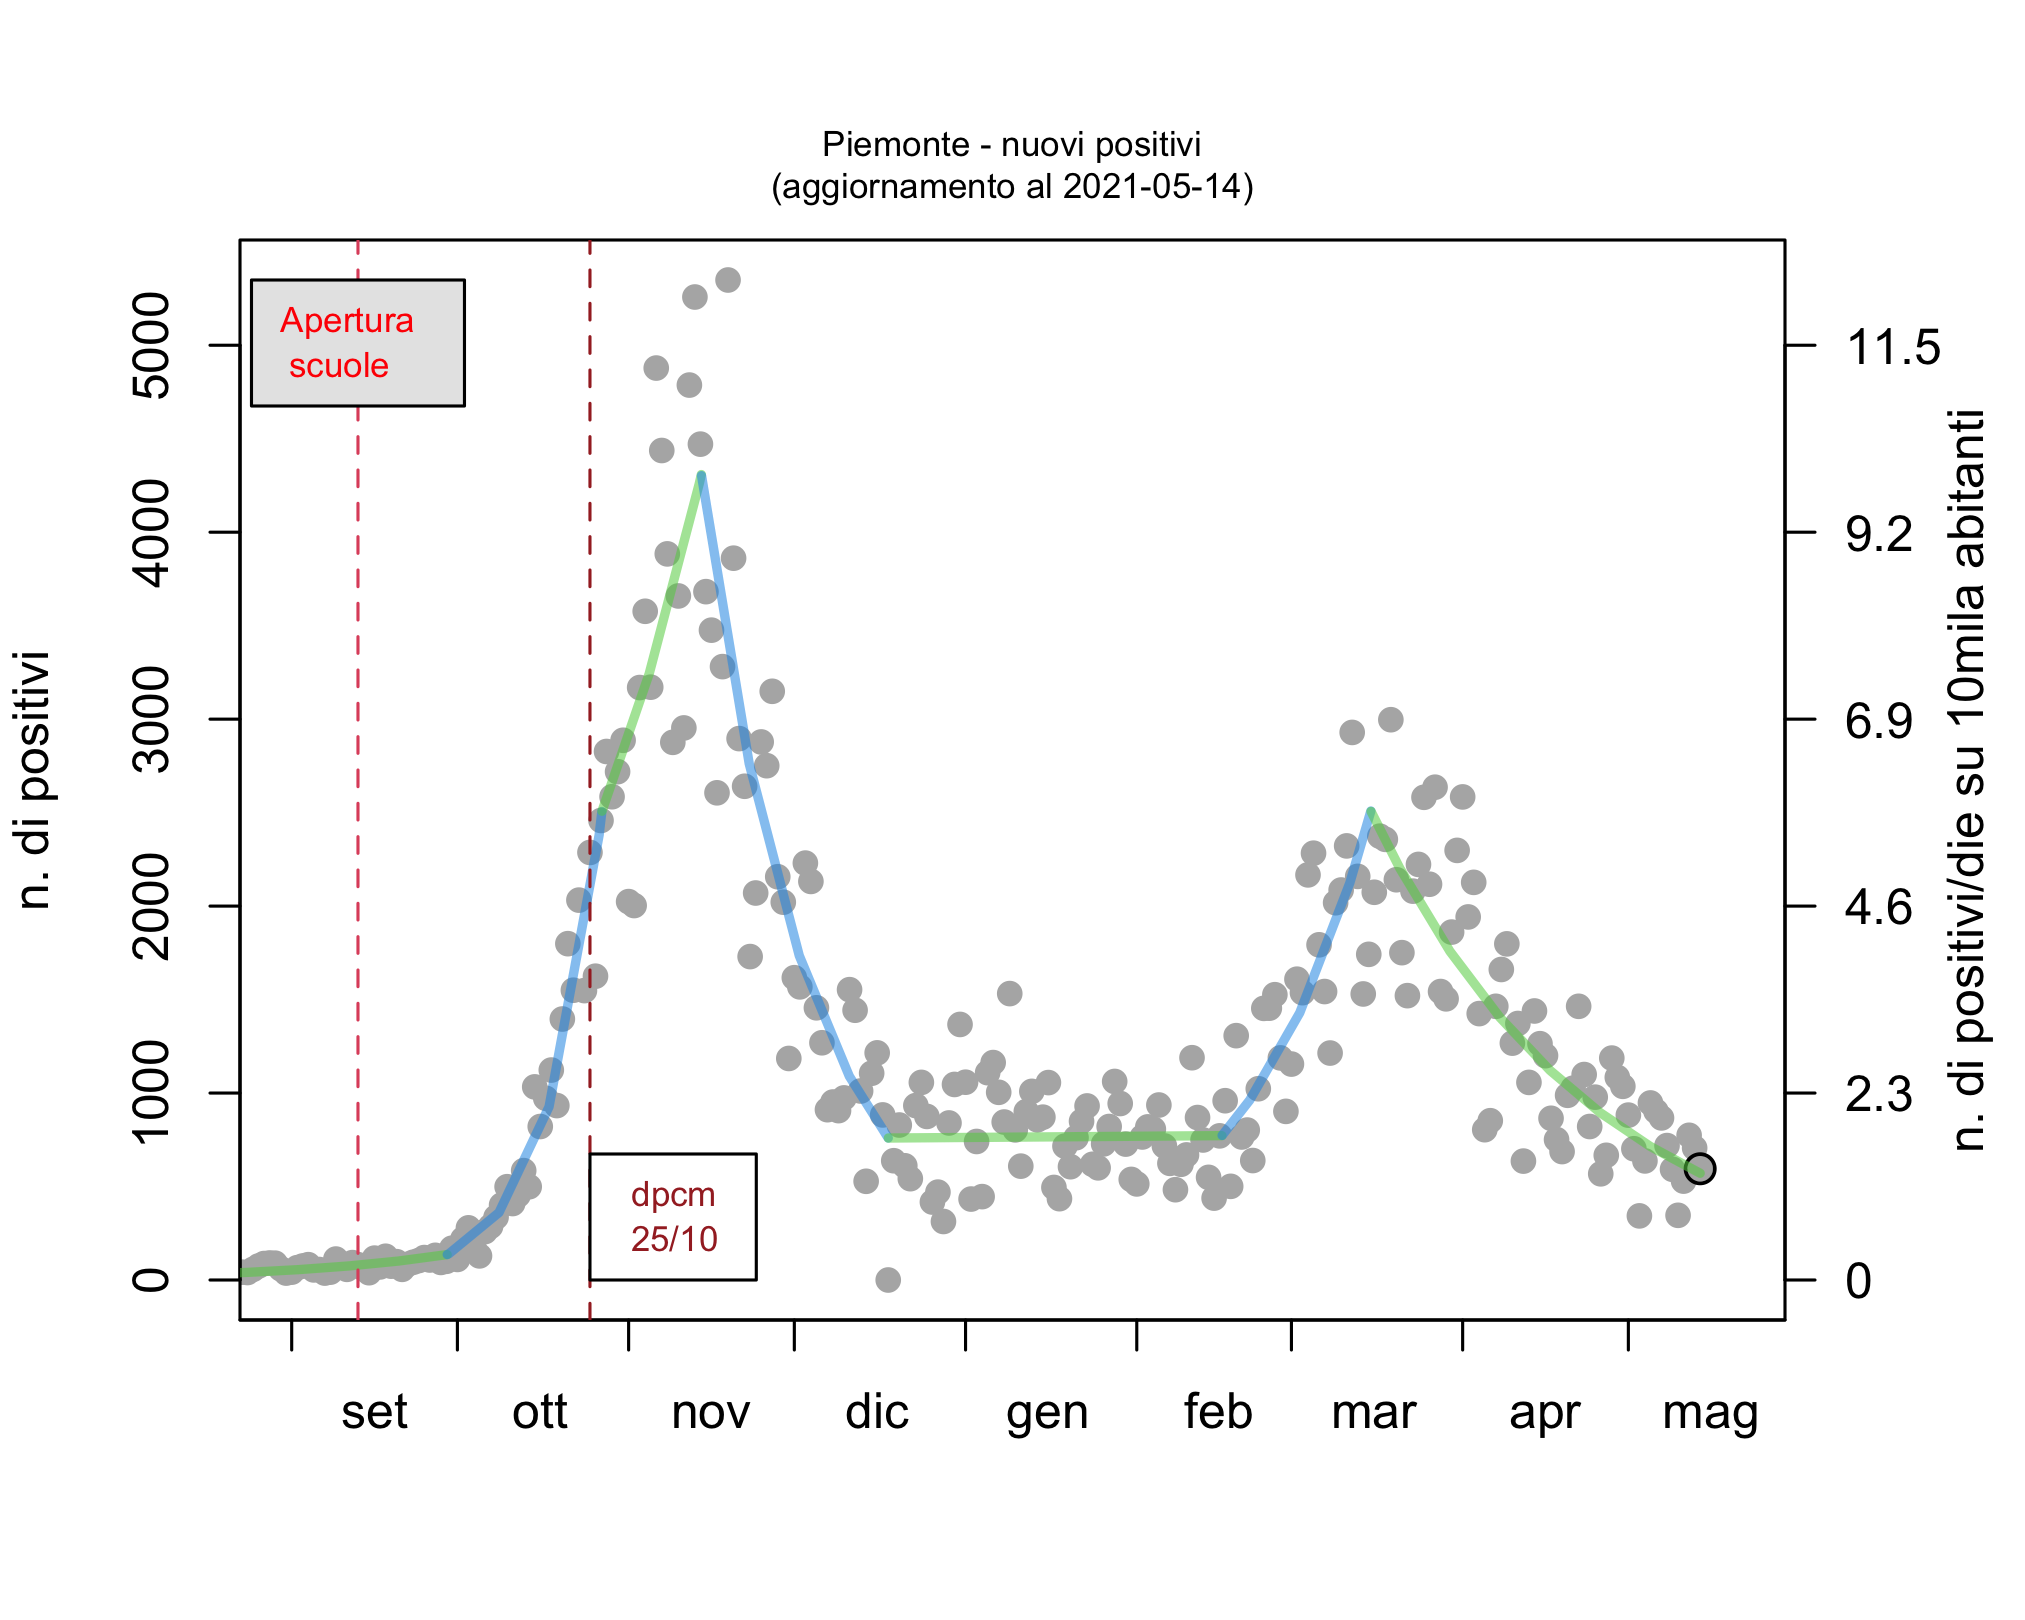 Piemonte - nuovi positivi
(aggiornamento al 2021-05-14)
Apertura
scuole
dpcm
25/10
n. di positivi
5000
4000
3000
2000
1000
0
11.5
9.2
6.9
4.6
2.3
0
n. di positivi/die su 10mila abitanti
set ott nov dic gen feb mar apr mag